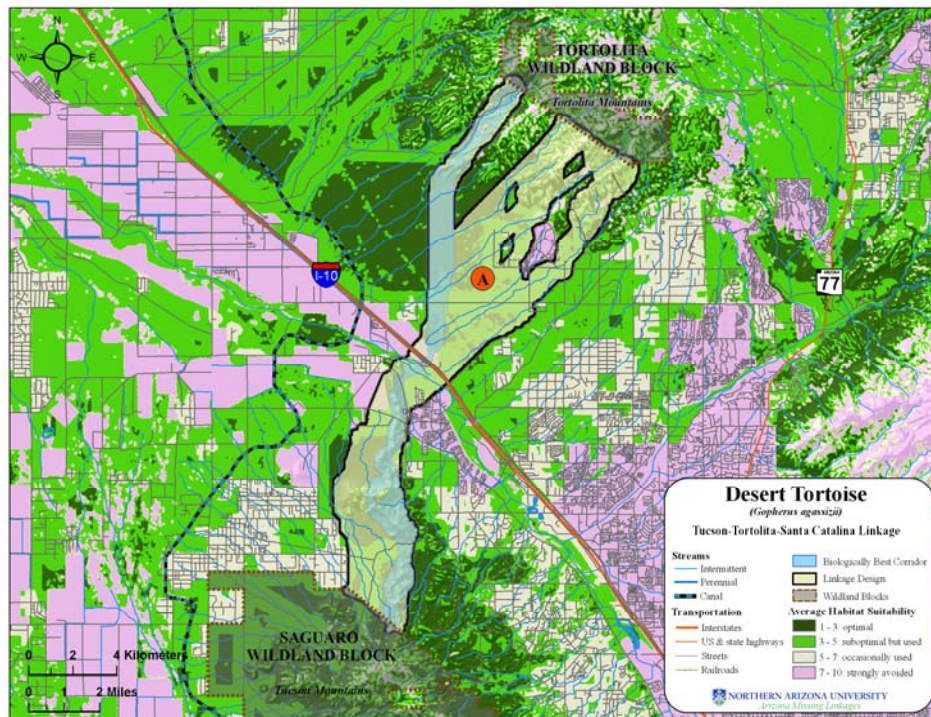 N
W E
S
TORTOLITA
WILDLAND BLOCK
Tortolita Mountains
I-10
A
ARIZONA
77
SAGUARO
WILDLAND BLOCK
Tucson Mountains
0 2 4 Kilometers
0 1 2 Miles
Desert Tortoise
(Gopherus agassizii)
Tucson-Tortolita-Santa Catalina Linkage
Streams
Intermittent
Perennial
Canal
Transportation
Interstates
US & state highways
Streets
Railroads
Biologically Best Corridor
Linkage Design
Wildland Blocks
Average Habitat Suitability
1 - 3: optimal
3 - 5: suboptimal but used
5 - 7: occasionally used
7 - 10: strongly avoided
NORTHERN ARIZONA UNIVERSITY
Arizona Missing Linkages